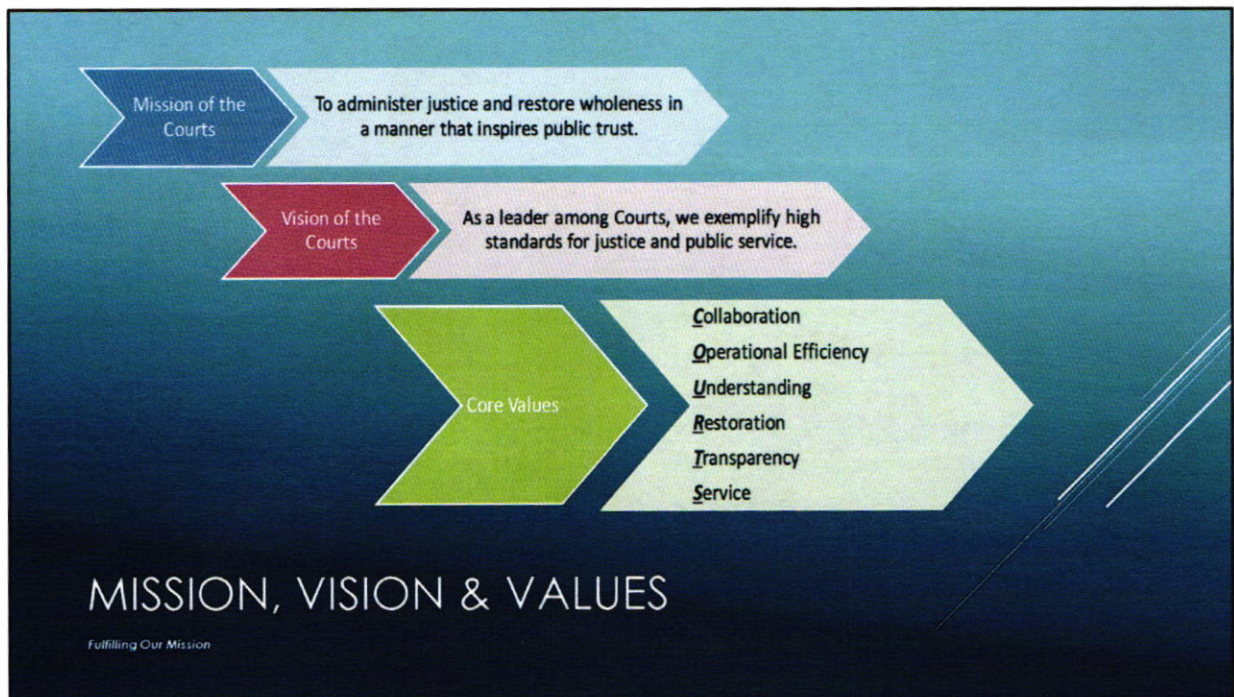 Mission of the
Courts
To administer justice and restore wholeness in
a manner that inspires public trust.
Vision of the
Courts
As a leader among Courts, we exemplify high
standards for justice and public service.
Core Values
Collaboration
Operational Efficiency
Understanding
Restoration
Transparency
Service
MISSION, VISION & VALUES
Fulfilling Our Mission